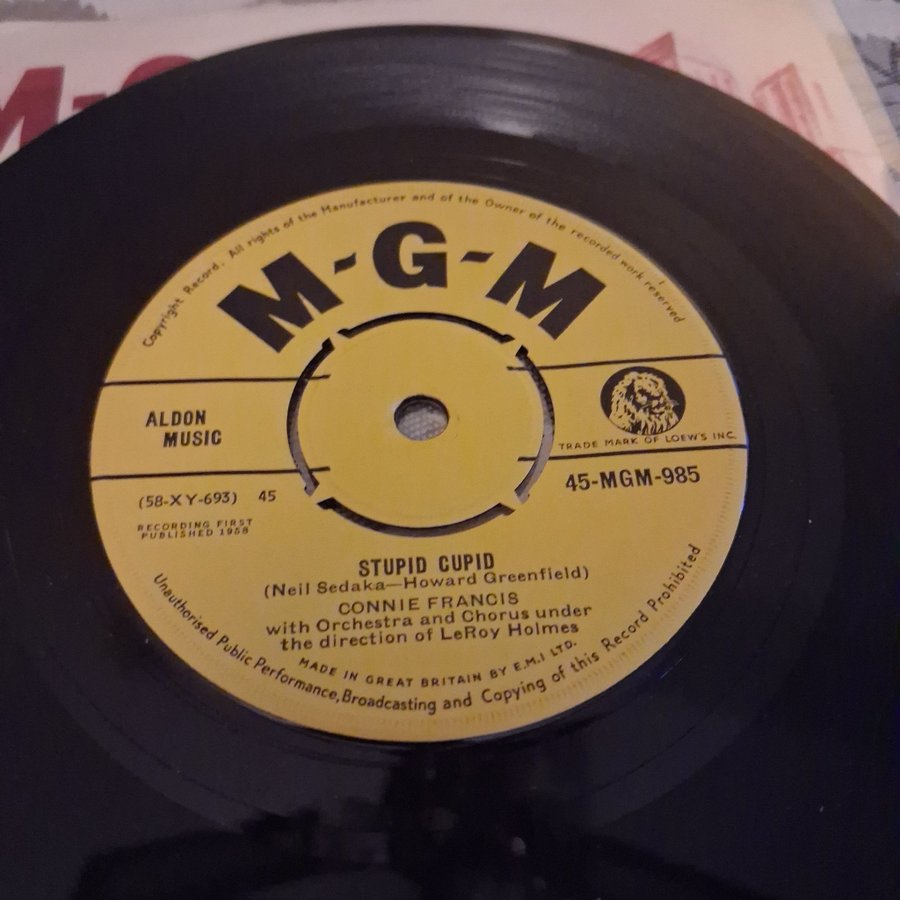 M-G
Copyright Record. All rights of the Manufacturer and of the Owner of the recorded work reserved
M-G-M
ALDON
MUSIC
TRADE MARK OF LOEW'S INC.
45-MGM-985
(58-XY-693) 45
RECORDING FIRST
PUBLISHED 1958
STUPID CUPID
(Neil Sedaka—Howard Greenfield)
CONNIE FRANCIS
with Orchestra and Chorus under
the direction of LeRoy Holmes
MADE IN GREAT BRITAIN BY E.M.I LTD.
Unauthorised Public Performance, Broadcasting and Copying of this Record Prohibited